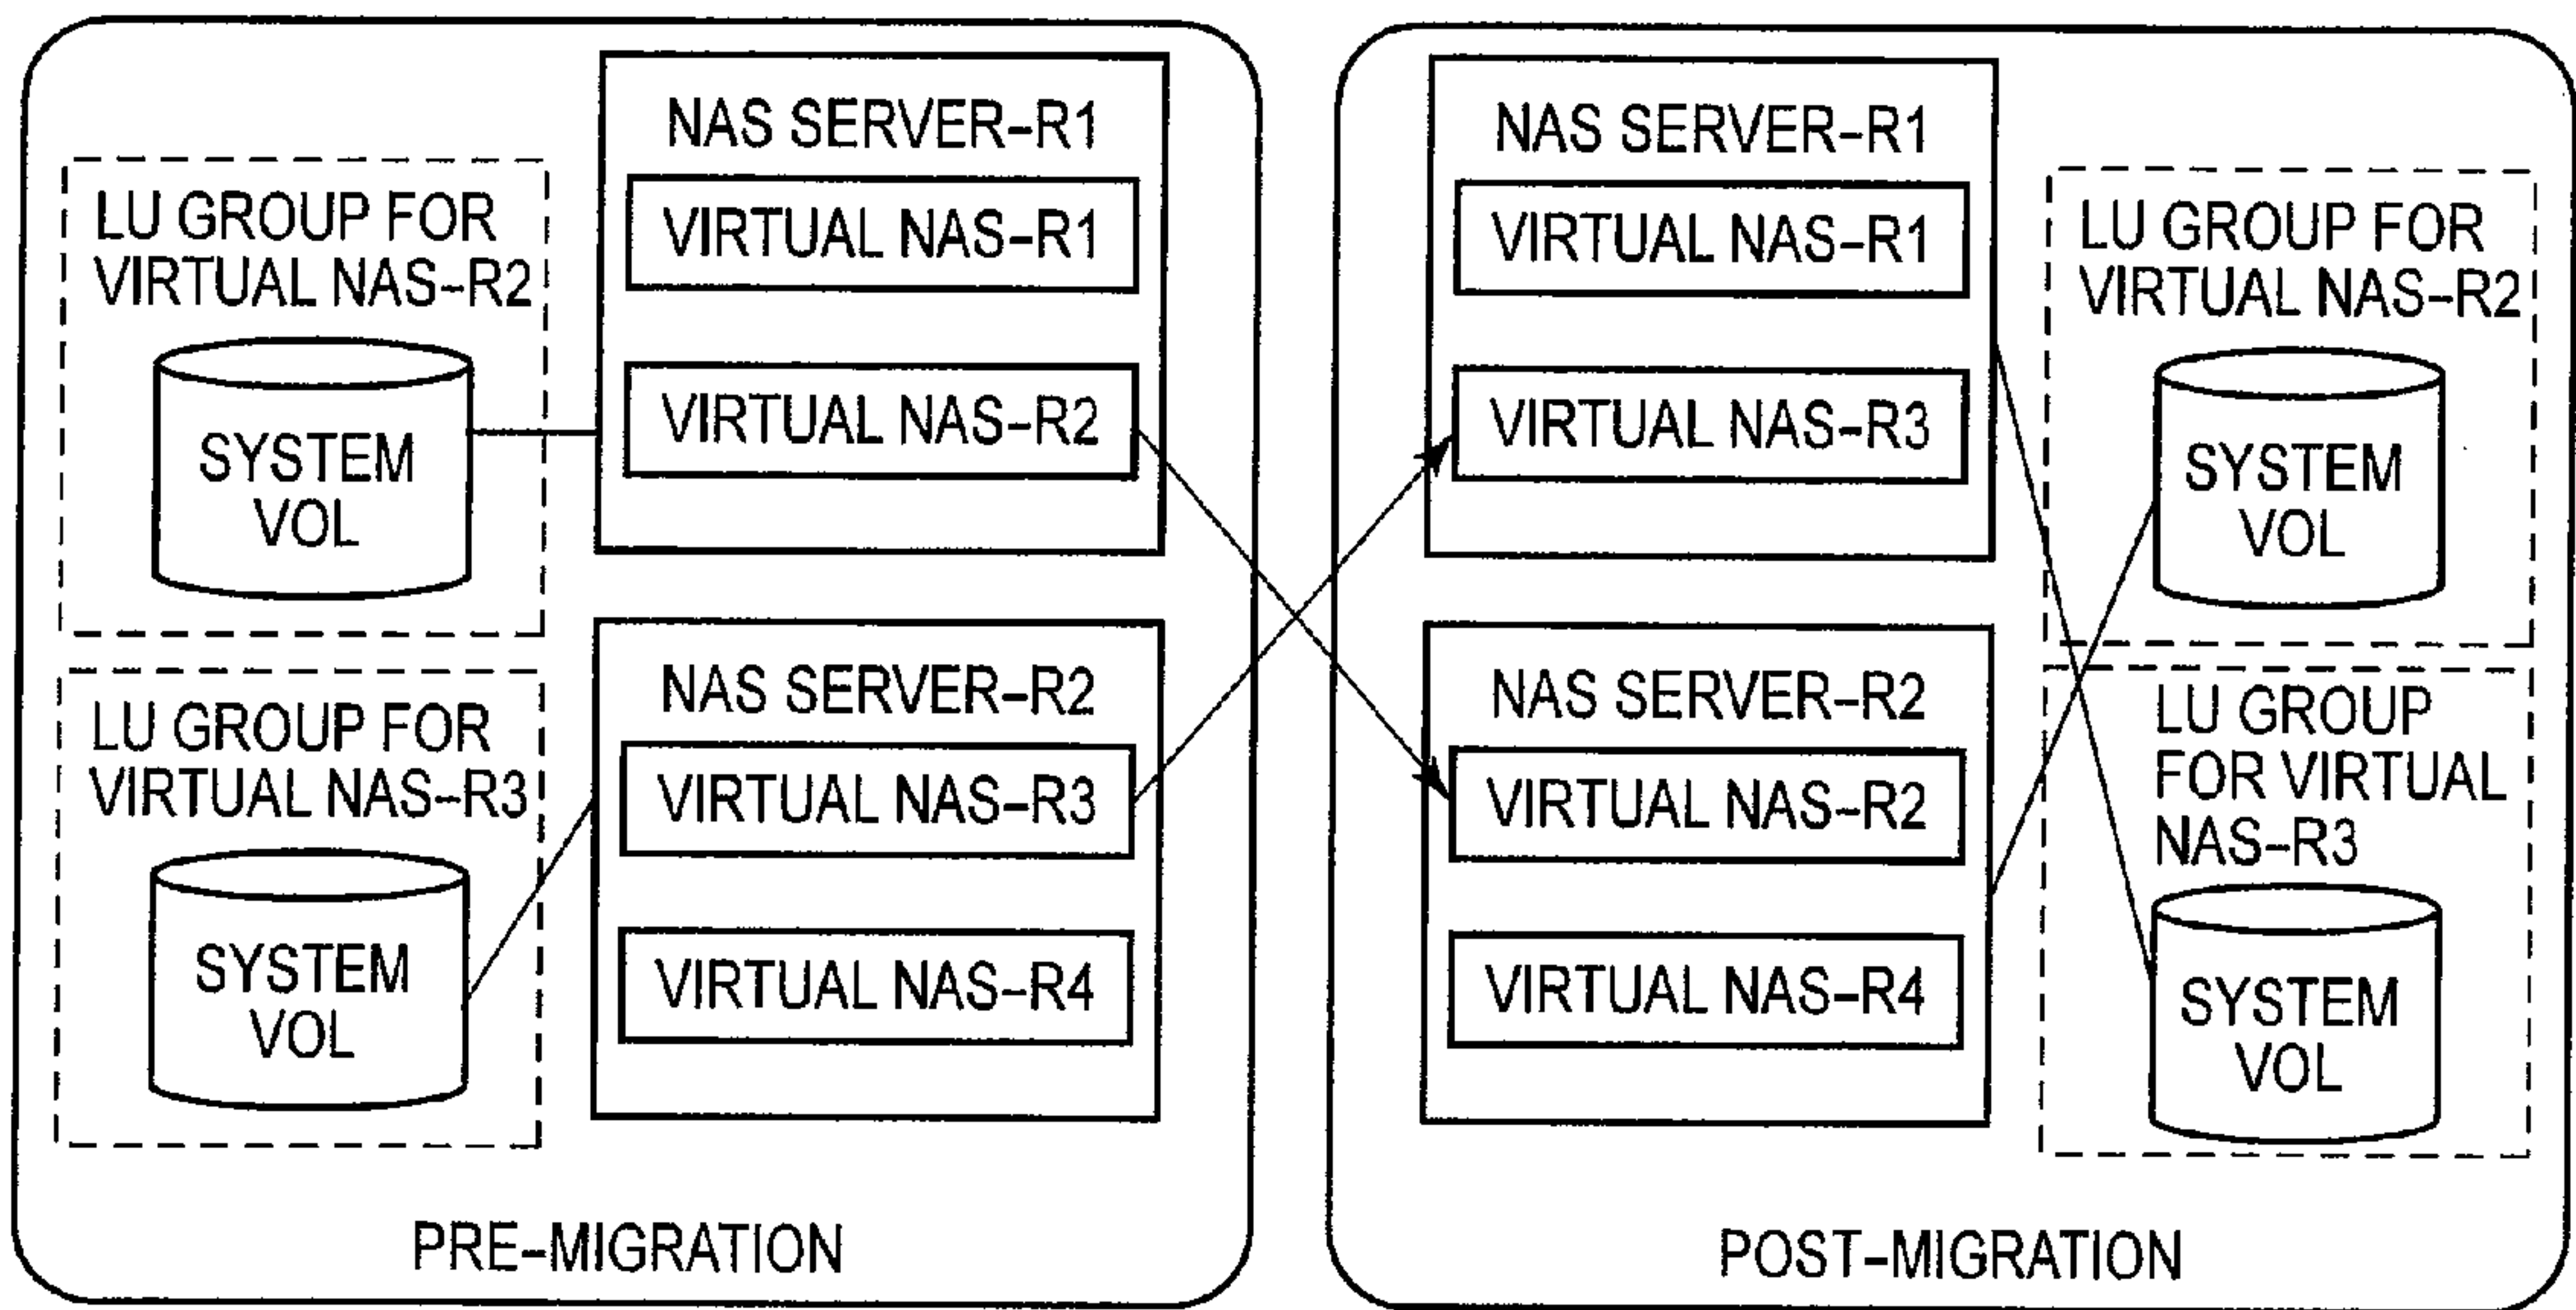 LU GROUP FOR
VIRTUAL NAS-R2
SYSTEM
VOL
LU GROUP FOR
VIRTUAL NAS-R3
SYSTEM
VOL
NAS SERVER-R1
VIRTUAL NAS-R1
VIRTUAL NAS-R2
NAS SERVER-R2
VIRTUAL NAS-R3
VIRTUAL NAS-R4
PRE-MIGRATION
NAS SERVER-R1
VIRTUAL NAS-R1
VIRTUAL NAS-R3
NAS SERVER-R2
VIRTUAL NAS-R2
VIRTUAL NAS-R4
LU GROUP FOR
VIRTUAL NAS-R2
SYSTEM
VOL
LU GROUP
FOR VIRTUAL
NAS-R3
SYSTEM
VOL
POST-MIGRATION